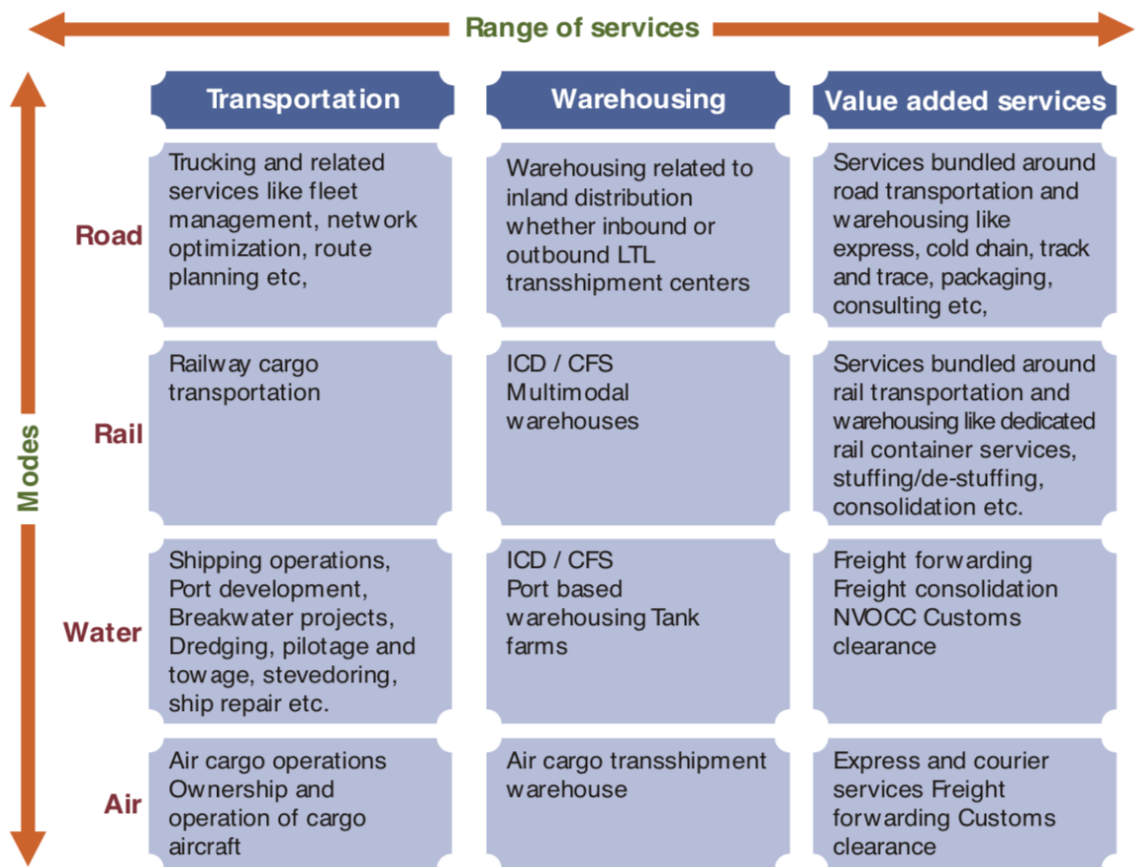 Range of services
Transportation
Warehousing
Value added services
Modes
Road
Trucking and related
services like fleet
management, network
optimization, route
planning etc,
Warehousing related to
inland distribution
whether inbound or
outbound LTL
transshipment centers
Services bundled around
road transportation and
warehousing like
express, cold chain, track
and trace, packaging,
consulting etc,
Rail
Railway cargo
transportation
ICD / CFS
Multimodal
warehouses
Services bundled around
rail transportation and
warehousing like dedicated
rail container services,
stuffing/de-stuffing,
consolidation etc.
Water
Shipping operations,
Port development,
Breakwater projects,
Dredging, pilotage and
towage, stevedoring,
ship repair etc.
ICD / CFS
Port based
warehousing Tank
farms
Freight forwarding
Freight consolidation
NVOCC Customs
clearance
Air
Air cargo operations
Ownership and
operation of cargo
aircraft
Air cargo transshipment
warehouse
Express and courier
services Freight
forwarding Customs
clearance